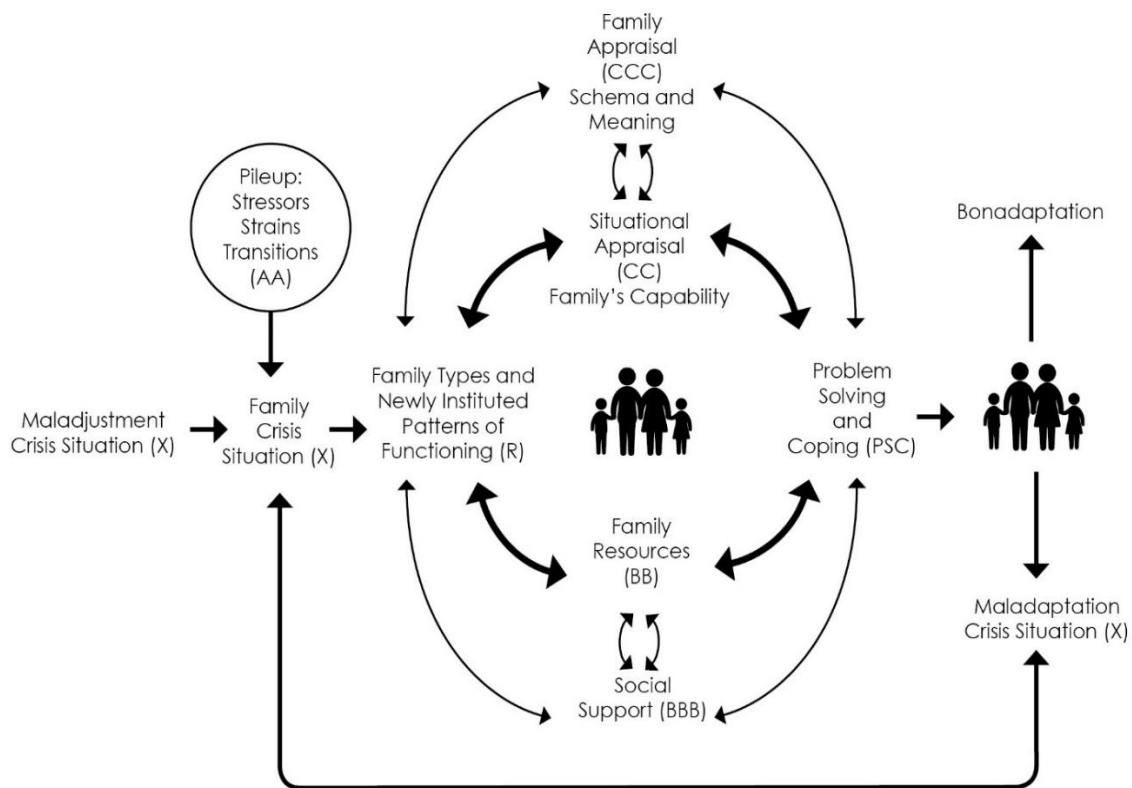 Family
Appraisal
(CCC)
Schema and
Meaning
Pileup:
Stressors
Strains
Transitions
(AA)
Situational
Appraisal
(CC)
Family's Capability
Bonadaptation
Maladjustment
Crisis Situation (X)
Family
Crisis
Situation (X)
Family Types and
Newly Instituted
Patterns of
Functioning (R)
Problem
Solving
and
Coping (PSC)
Family
Resources
(BB)
Social
Support (BBB)
Maladaptation
Crisis Situation (X)